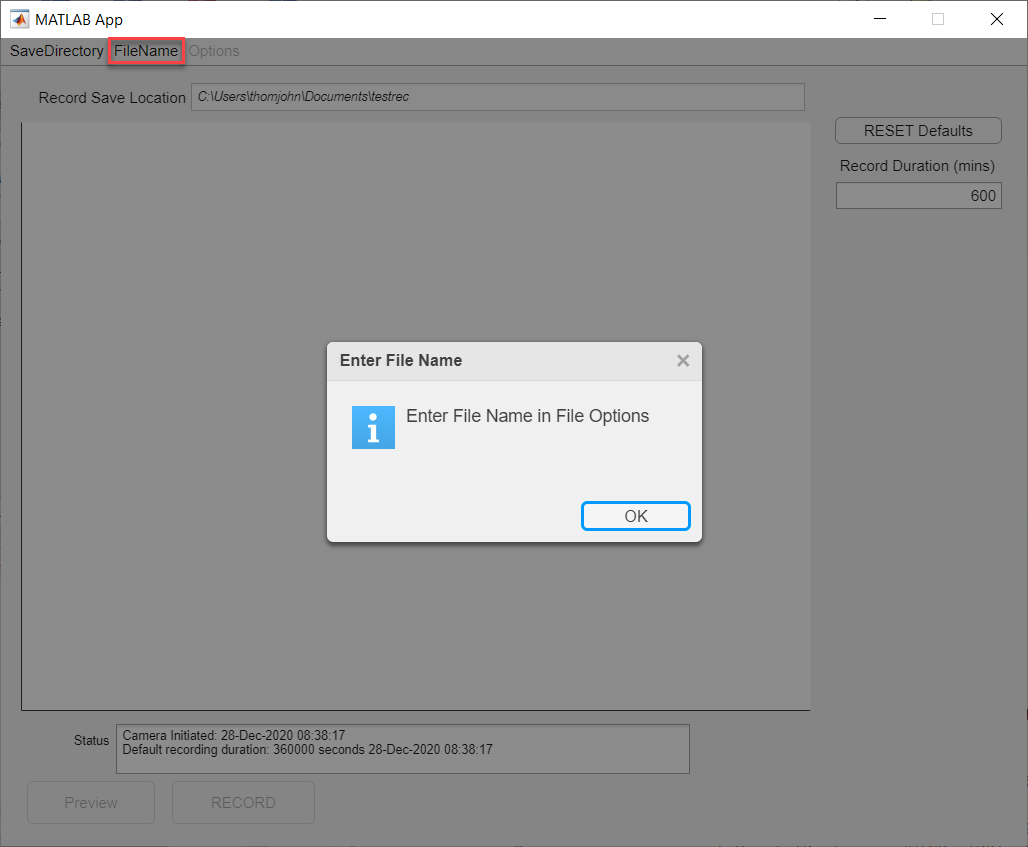 MATLAB App
SaveDirectory FileName Options
Record Save Location C:\Users\thomjohn\Documents\testrec
RESET Defaults
Record Duration (mins)
600
Enter File Name
Enter File Name in File Options
OK
Status Camera Initiated: 28-Dec-2020 08:38:17
Default recording duration: 360000 seconds 28-Dec-2020 08:38:17
Preview RECORD